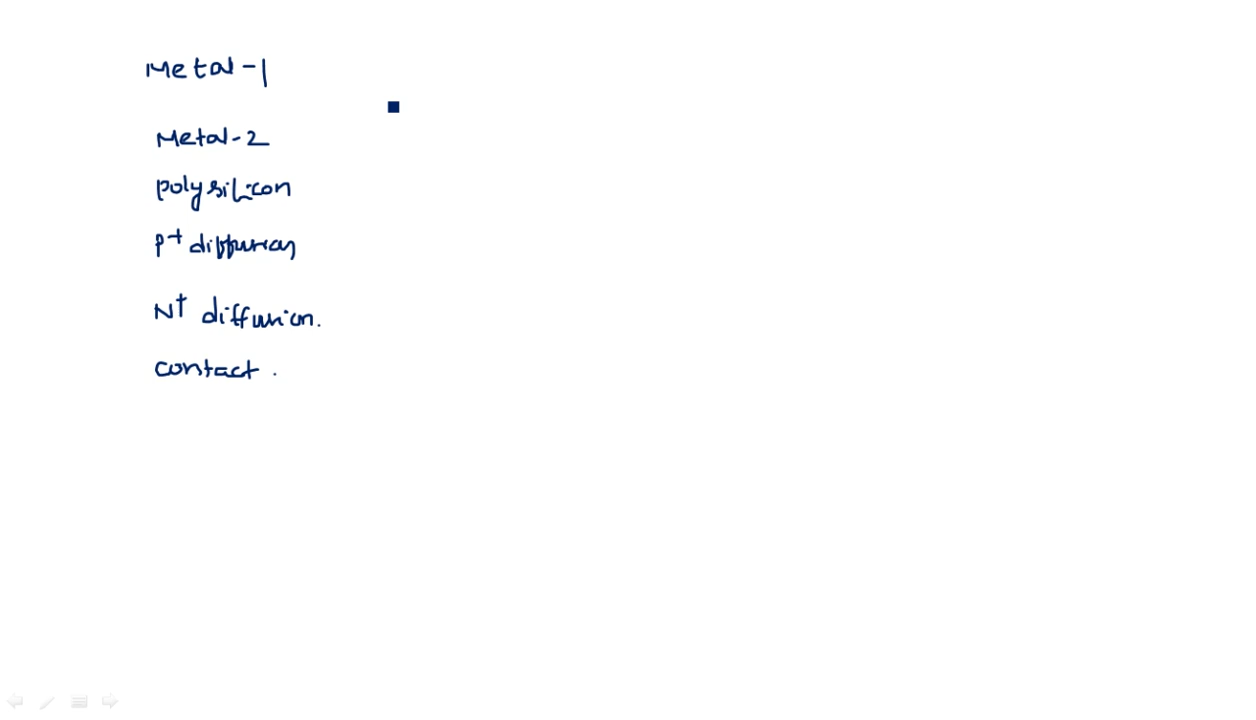 Metal-1
Metal-2
polysilicon
P+ diffusion
N+ diffusion.
contact.